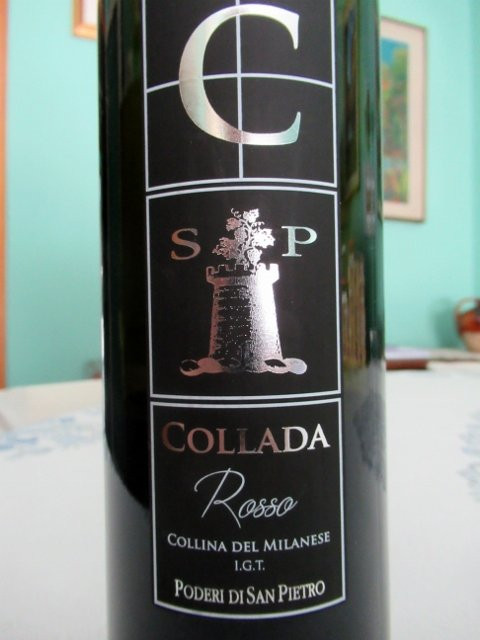 C
S P
COLLADA
Rosso
COLLINA DEL MILANESE
I.G.T.
PODERI DI SAN PIETRO